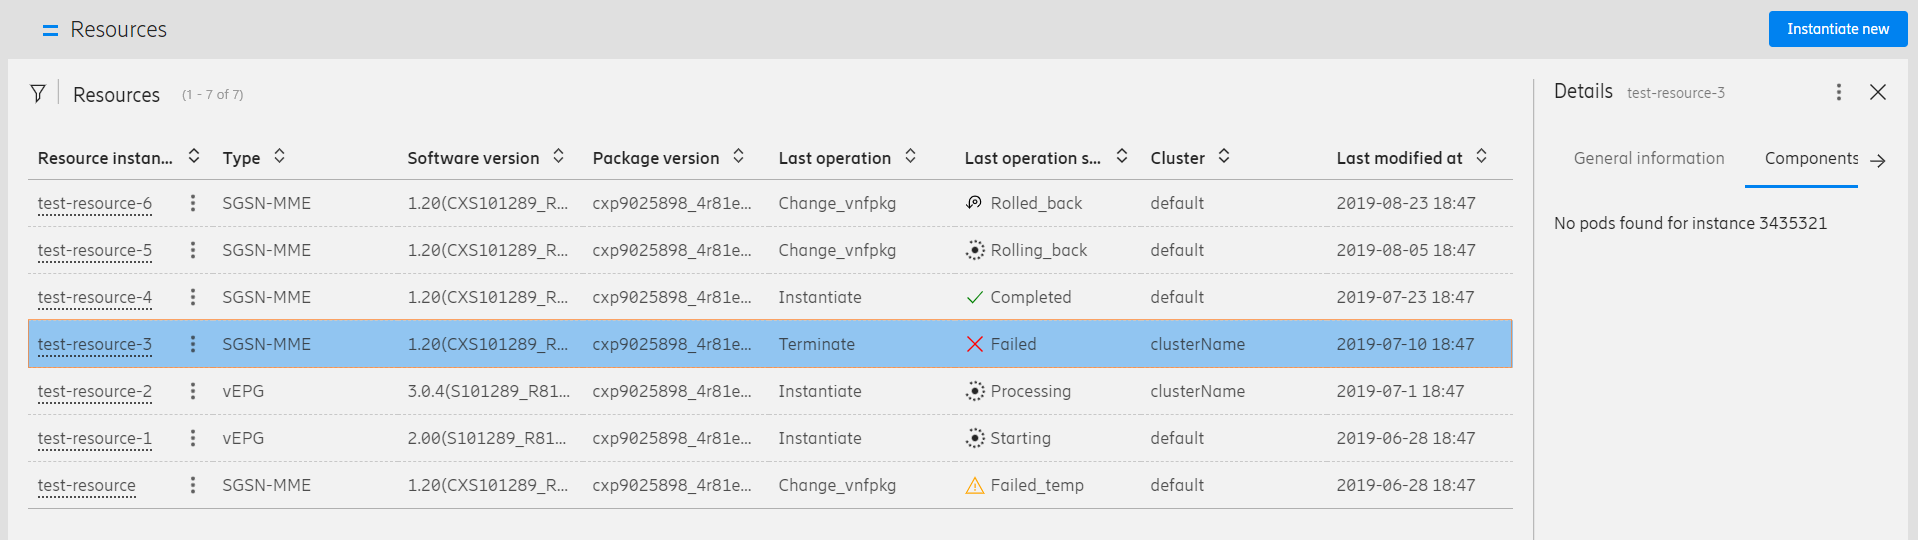 Resources
Instantiate new
Resources (1 - 7 of 7)
Details test-resource-3
Resource instan... Type Software version Package version Last operation Last operation s... Cluster Last modified at
General information Components
test-resource-6 SGSN-MME 1.20(CXS101289_R... cxp9025898_4r81e... Change_vnfpkg Rolled_back default 2019-08-23 18:47
No pods found for instance 3435321
test-resource-5 SGSN-MME 1.20(CXS101289_R... cxp9025898_4r81e... Change_vnfpkg Rolling_back default 2019-08-05 18:47
test-resource-4 SGSN-MME 1.20(CXS101289_R... cxp9025898_4r81e... Instantiate Completed default 2019-07-23 18:47
test-resource-3 SGSN-MME 1.20(CXS101289_R... cxp9025898_4r81e... Terminate Failed clusterName 2019-07-10 18:47
test-resource-2 vEPG 3.0.4(S101289_R81... cxp9025898_4r81e... Instantiate Processing clusterName 2019-07-1 18:47
test-resource-1 vEPG 2.00(S101289_R81... cxp9025898_4r81e... Instantiate Starting default 2019-06-28 18:47
test-resource SGSN-MME 1.20(CXS101289_R... cxp9025898_4r81e... Change_vnfpkg Failed_temp default 2019-06-28 18:47